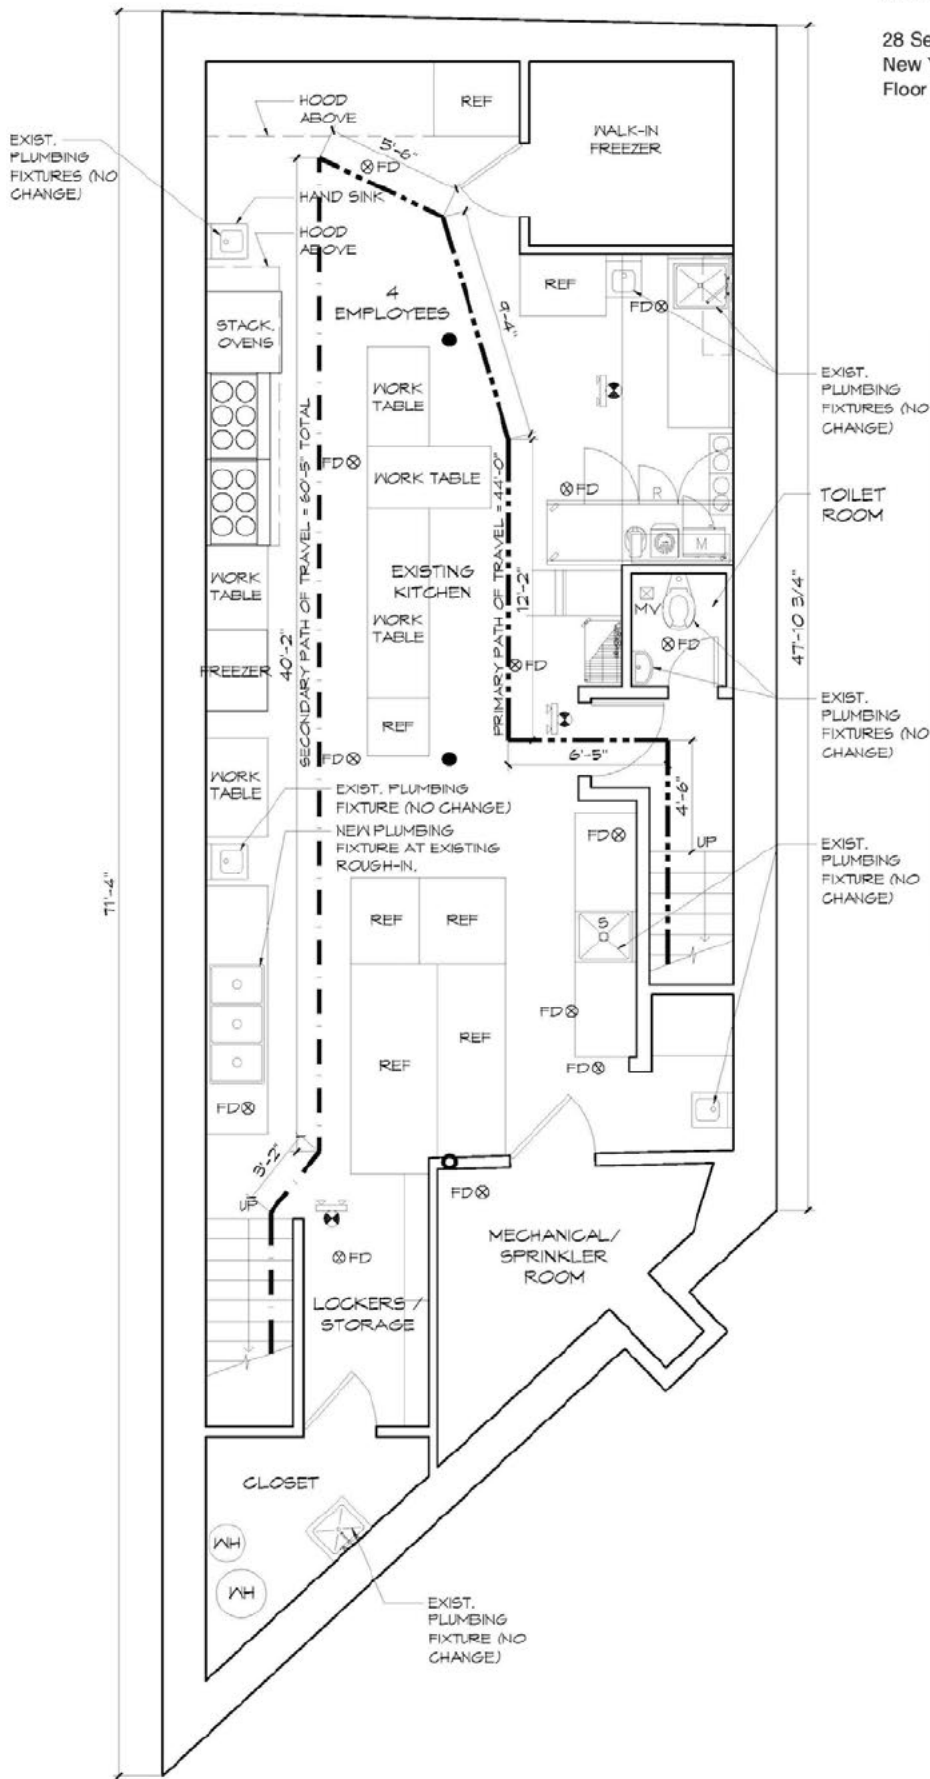 28 Se
New Y
Floor
HOOD
ABOVE
REF
WALK-IN
FREEZER
5'-6"
FD
EXIST.
PLUMBING
FIXTURES (NO
CHANGE)
HAND SINK
HOOD
ABOVE
4
EMPLOYEES
REF
FD
9'-4"
STACK.
OVENS
WORK
TABLE
EXIST.
PLUMBING
FIXTURES (NO
CHANGE)
FD
WORK TABLE
FD
R
M
TOILET
ROOM
SECONDARY PATH OF TRAVEL = 60'-5" TOTAL
40'-2"
PRIMARY PATH OF TRAVEL = 44'-0"
12'-2"
EXISTING
KITCHEN
WORK
TABLE
WORK
TABLE
MV
FD
47'-10 3/4"
FREEZER
FD
REF
EXIST.
PLUMBING
FIXTURES (NO
CHANGE)
6'-5"
4'-6"
FD
WORK
TABLE
EXIST. PLUMBING
FIXTURE (NO CHANGE)
NEW PLUMBING
FIXTURE AT EXISTING
ROUGH-IN.
FD
UP
EXIST.
PLUMBING
FIXTURE (NO
CHANGE)
71'-4"
REF
REF
S
FD
REF
REF
FD
FD
3'-2"
UP
FD
FD
MECHANICAL/
SPRINKLER
ROOM
LOCKERS /
STORAGE
CLOSET
WH
WH
EXIST.
PLUMBING
FIXTURE (NO
CHANGE)